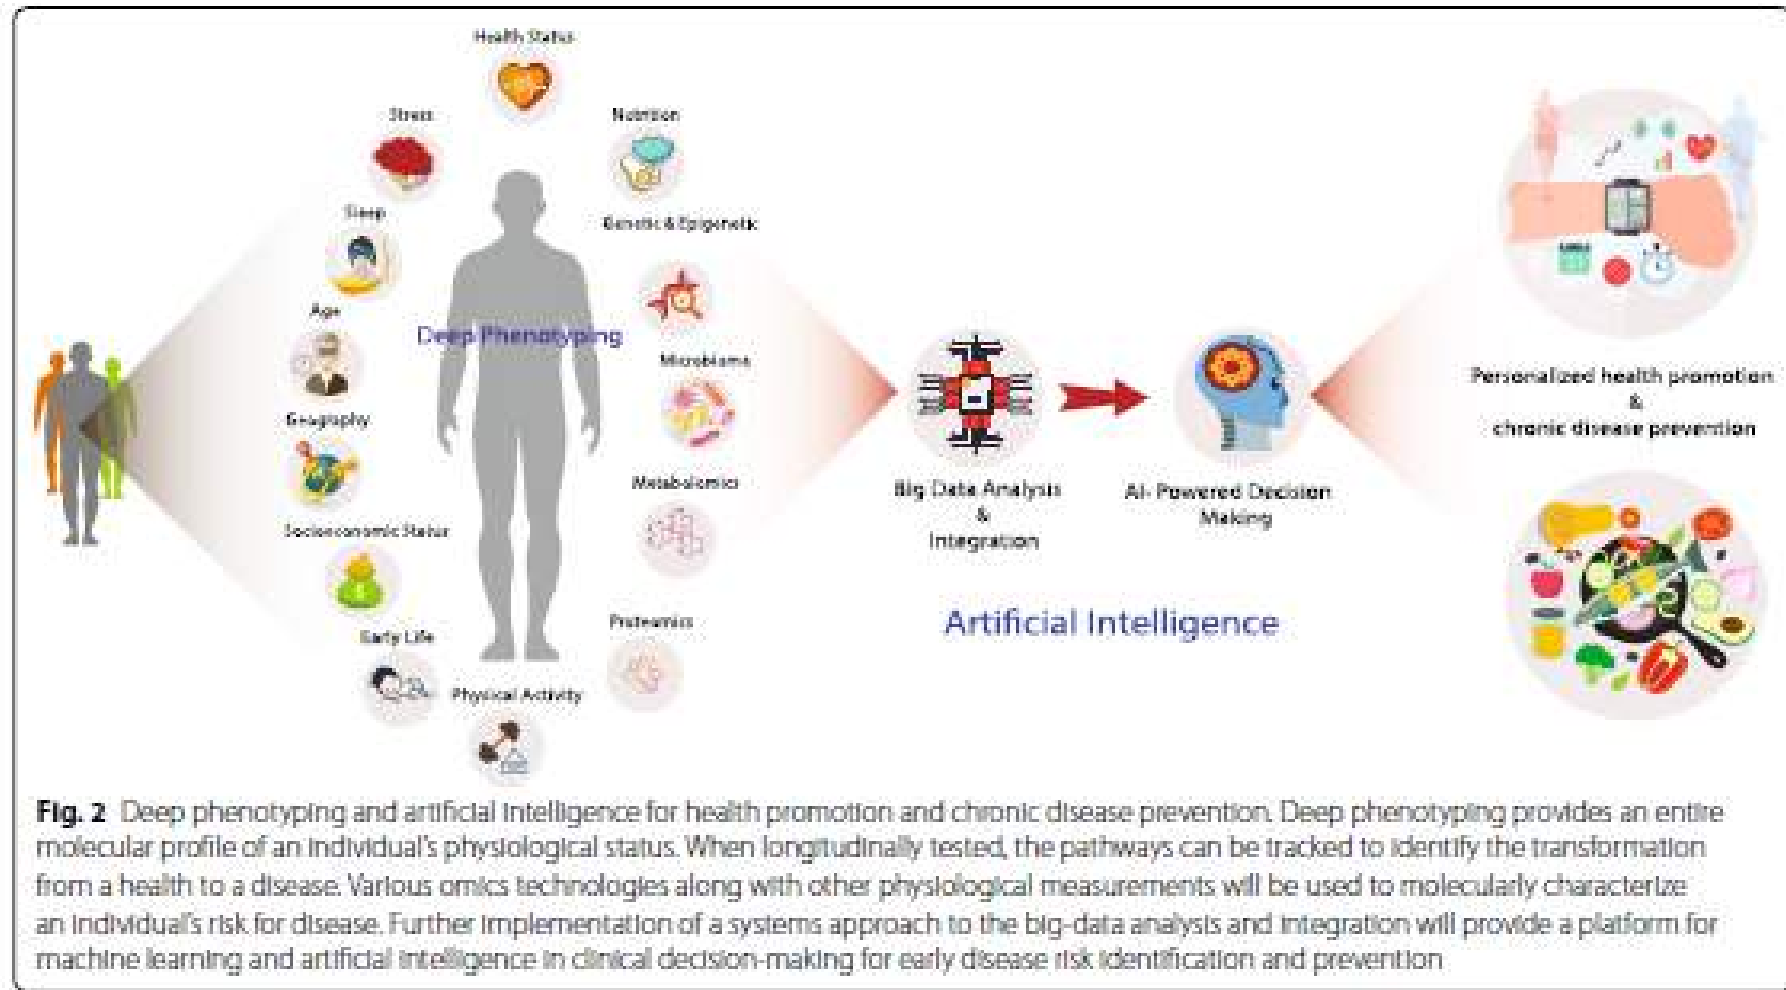 Health Status
Stress
Nutrition
Sleep
Genetic & Epigenetic
Age
Deep Phenotyping
Microbiome
Geography
Metabolomics
Socioeconomic Status
Early Life
Proteomics
Physical Activity
Big Data Analysis
&
Integration
AI- Powered Decision
Making
Artificial Intelligence
Personalized health promotion
&
chronic disease prevention
Fig. 2 Deep phenotyping and artificial intelligence for health promotion and chronic disease prevention. Deep phenotyping provides an entire
molecular profile of an individual's physiological status. When longitudinally tested, the pathways can be tracked to identify the transformation
from a health to a disease. Various omics technologies along with other physiological measurements will be used to molecularly characterize
an individual's risk for disease. Further implementation of a systems approach to the big-data analysis and integration will provide a platform for
machine learning and artificial intelligence in clinical decision-making for early disease risk identification and prevention